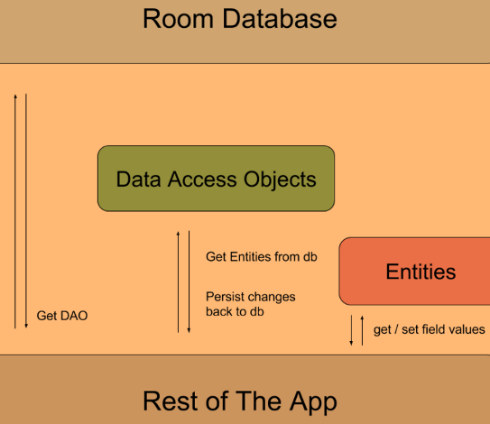 Room Database
Data Access Objects
Get Entities from db
Entities
Persist changes
back to db
Get DAO
get / set field values
Rest of The App